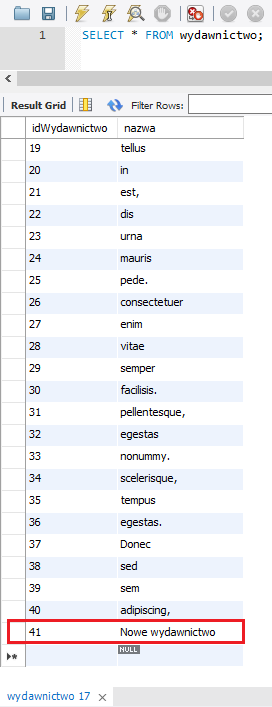 1 SELECT * FROM wydawnictwo;
Result Grid Filter Rows:
idWydawnictwo nazwa
19 tellus
20 in
21 est,
22 dis
23 urna
24 mauris
25 pede.
26 consectetuer
27 enim
28 vitae
29 semper
30 facilisis.
31 pellentesque,
32 egestas
33 nonummy.
34 scelerisque,
35 tempus
36 egestas.
37 Donec
38 sed
39 sem
40 adipiscing,
41 Nowe wydawnictwo
NULL
wydawnictwo 17